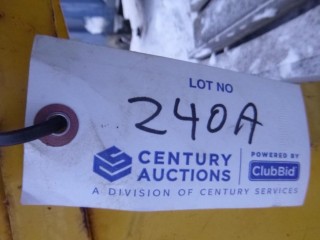 LOT NO
240A
CENTURY AUCTIONS
POWERED BY
ClubBid
A DIVISION OF CENTURY SERVICES